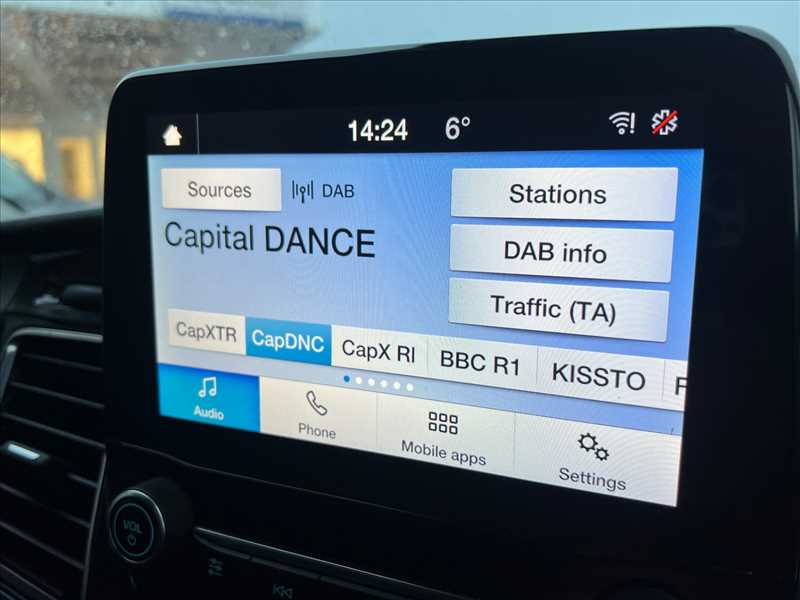 14:24 6°
Sources DAB
Stations
Capital DANCE
DAB info
Traffic (TA)
CapXTR CapDNC CapX RI BBC R1 KISSTO
Audio Phone Mobile apps Settings
VOL